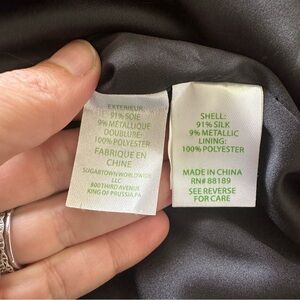 EXTERIEUR:
91% SOIE
9% METALLIQUE
DOUBLURE:
100% POLYESTER
FABRIQUE EN
CHINE
SUGARTOWN WORLDWIDE
LLC
800 THIRD AVENUE
KING OF PRUSSIA, PA
SHELL:
91% SILK
9% METALLIC
LINING:
100% POLYESTER
MADE IN CHINA
RN# 88189
SEE REVERSE
FOR CARE